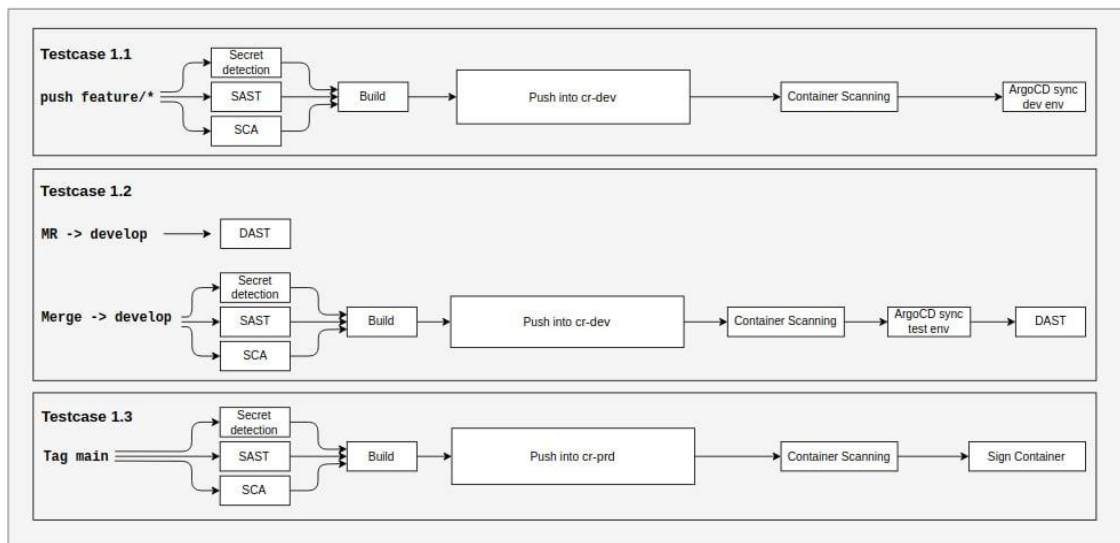 Testcase 1.1
push feature/*
Secret
detection
SAST
SCA
Build
Push into cr-dev
Container Scanning
ArgoCD sync
dev env
Testcase 1.2
MR -> develop
DAST
Merge -> develop
Secret
detection
SAST
SCA
Build
Push into cr-dev
Container Scanning
ArgoCD sync
test env
DAST
Testcase 1.3
Tag main
Secret
detection
SAST
SCA
Build
Push into cr-prd
Container Scanning
Sign Container